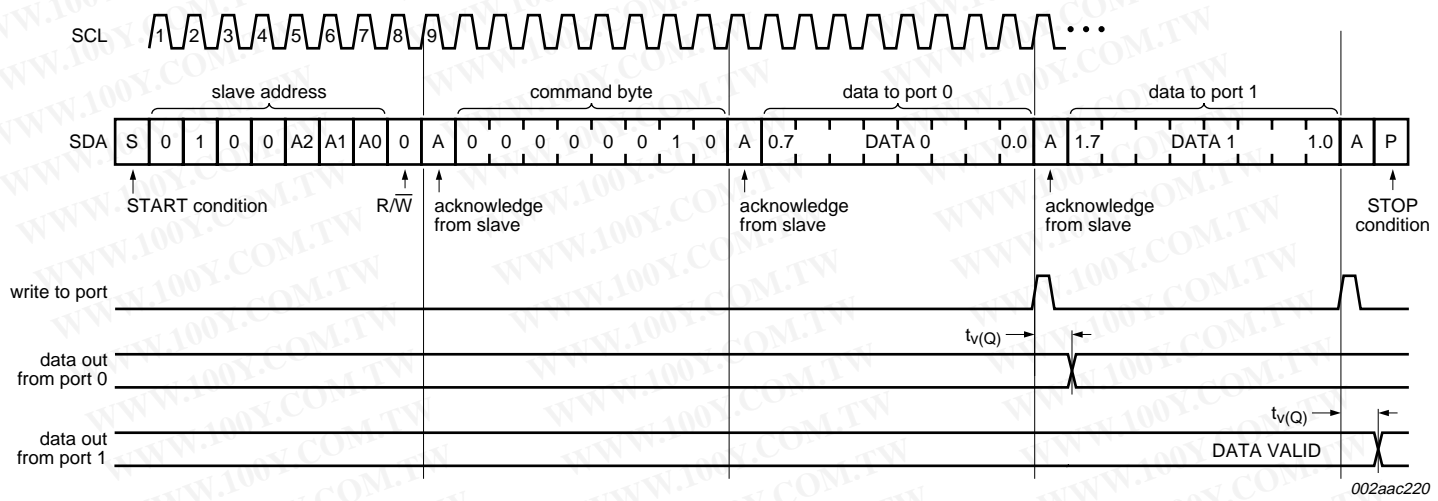 SCL 1 2 3 4 5 6 7 8 9
slave address command byte data to port 0 data to port 1
SDA S 0 1 0 0 A2 A1 A0 0 A 0 0 0 0 0 0 1 0 A 0.7 DATA 0 0.0 A 1.7 DATA 1 1.0 A P
START condition R/W̅ acknowledge acknowledge acknowledge STOP
from slave from slave from slave condition
write to port
tv(Q)
data out
from port 0
tv(Q)
data out
from port 1 DATA VALID
002aac220
WWW.100Y.COM.TW